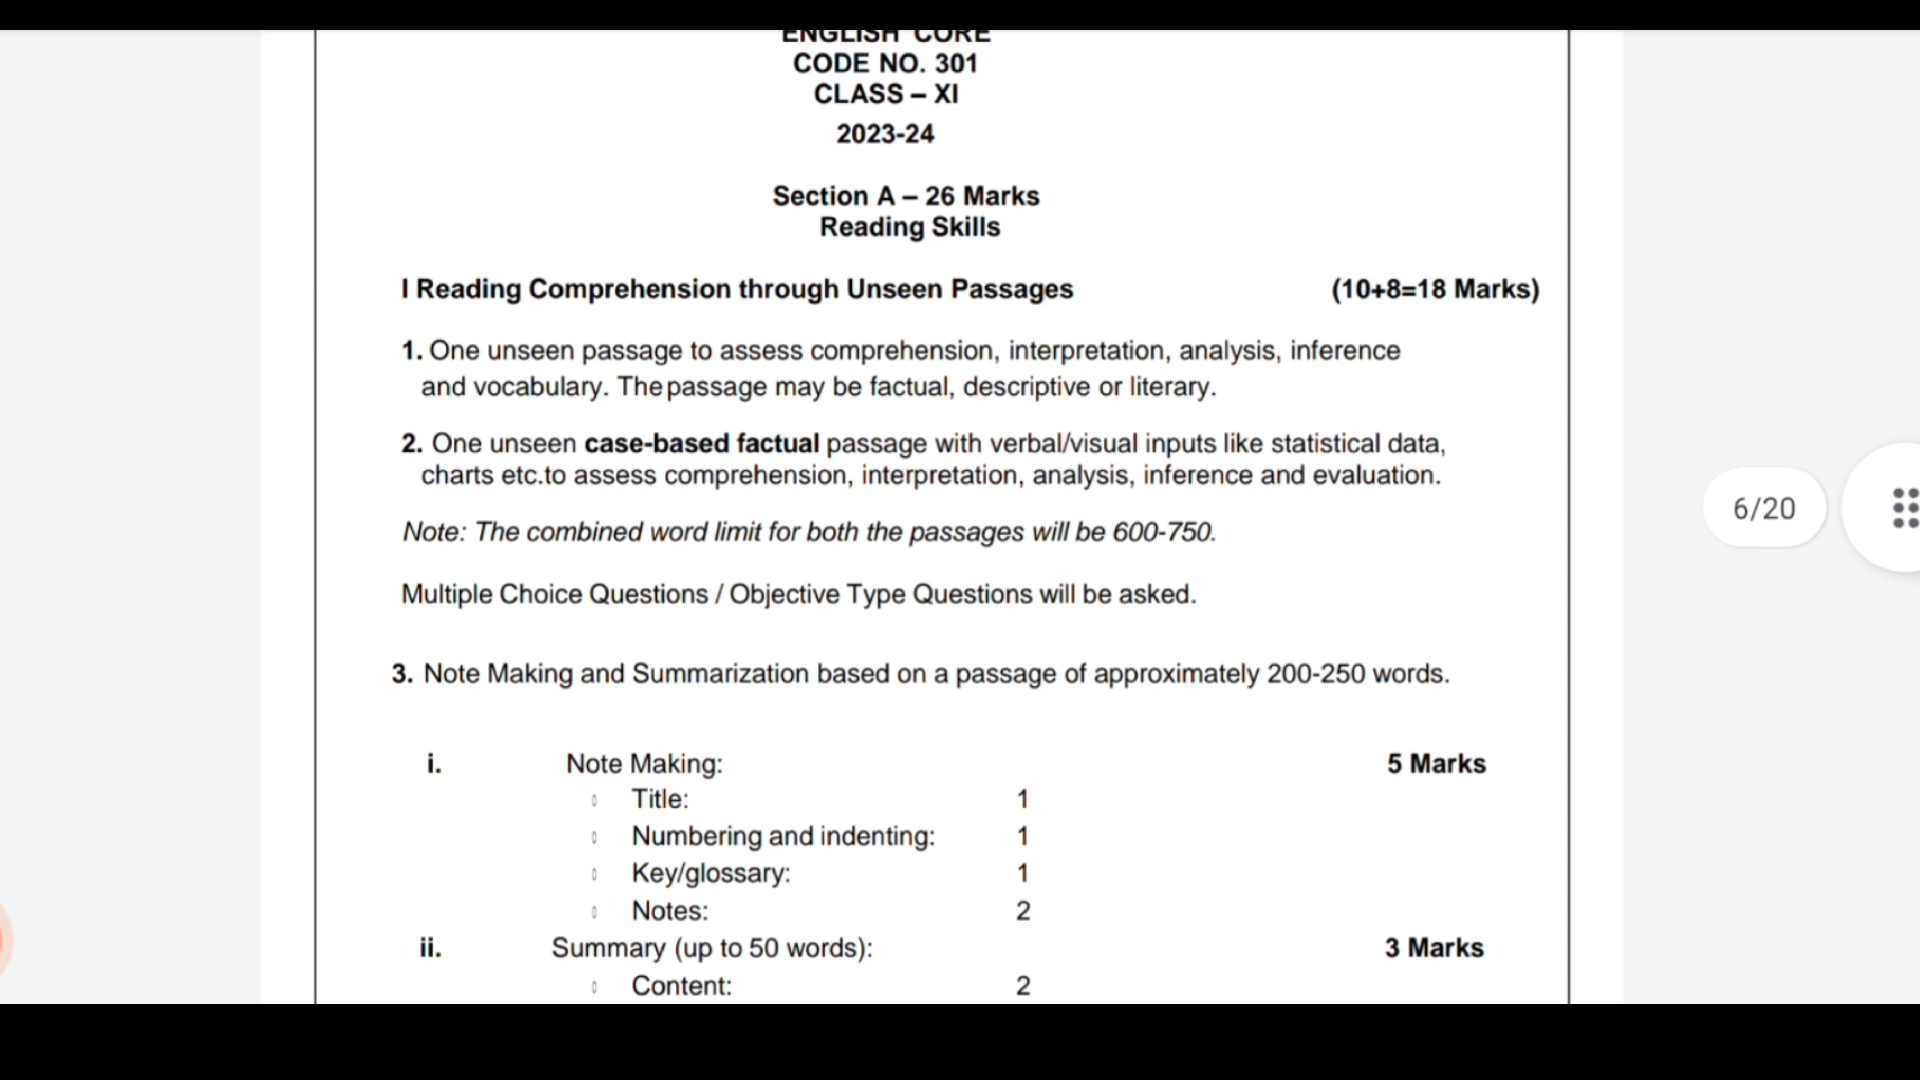 ENGLISH CORE
CODE NO. 301
CLASS – XI
2023-24
Section A – 26 Marks
Reading Skills
I Reading Comprehension through Unseen Passages (10+8=18 Marks)
1. One unseen passage to assess comprehension, interpretation, analysis, inference
and vocabulary. The passage may be factual, descriptive or literary.
2. One unseen case-based factual passage with verbal/visual inputs like statistical data,
charts etc.to assess comprehension, interpretation, analysis, inference and evaluation.
Note: The combined word limit for both the passages will be 600-750.
Multiple Choice Questions / Objective Type Questions will be asked.
3. Note Making and Summarization based on a passage of approximately 200-250 words.
i. Note Making: 5 Marks
Title: 1
Numbering and indenting: 1
Key/glossary: 1
Notes: 2
ii. Summary (up to 50 words): 3 Marks
Content: 2
6/20